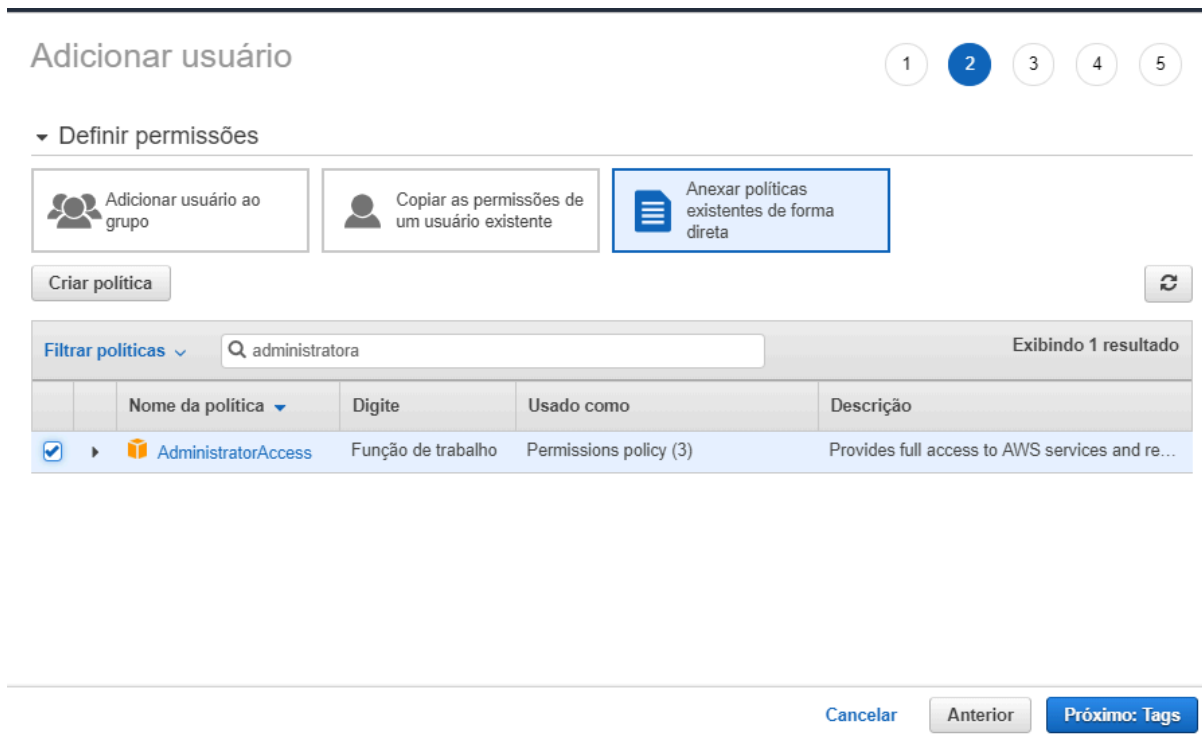 Adicionar usuário
1 2 3 4 5
Definir permissões
Adicionar usuário ao
grupo
Copiar as permissões de
um usuário existente
Anexar políticas
existentes de forma
direta
Criar política
Filtrar políticas
administratora
Exibindo 1 resultado
Nome da política Digite Usado como Descrição
AdministratorAccess Função de trabalho Permissions policy (3) Provides full access to AWS services and re...
Cancelar Anterior Próximo: Tags